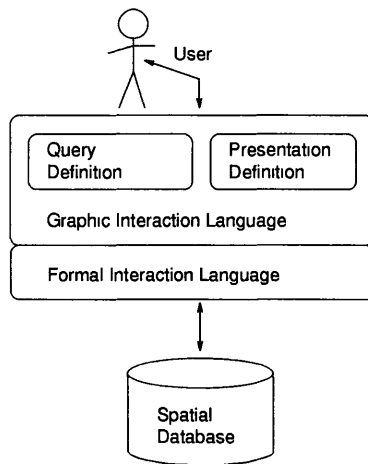 User
Query
Definition
Presentation
Definition
Graphic Interaction Language
Formal Interaction Language
Spatial
Database